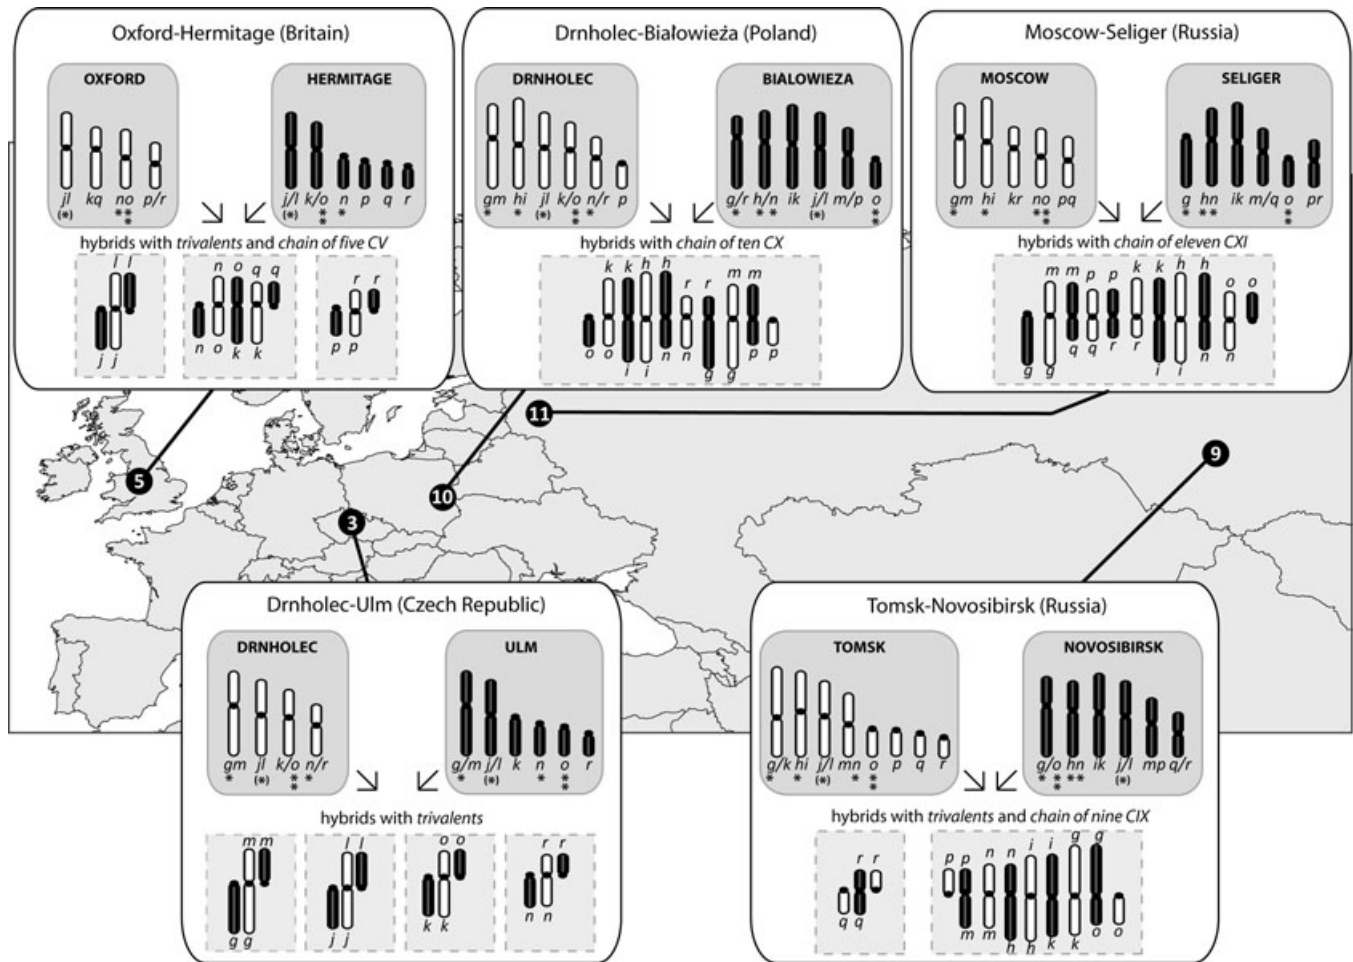 Oxford-Hermitage (Britain)
OXFORD
jl kq no p/r
(*) * *
HERMITAGE
j/l k/o n p q r
(*) * * *
hybrids with trivalents and chain of five CV
l l
j j
n o q q
n o k k
r r
p p
Drnholec-Białowieźa (Poland)
DRNHOLEC
gm hi jl k/o n/r p
* * (*) * * *
BIALOWIEZA
g/r h/n ik j/l m/p o
* * * (*) * *
hybrids with chain of ten CX
k k h h r r m m
o o i i n n g g p p
Moscow-Seliger (Russia)
MOSCOW
gm hi kr no pq
* * * *
SELIGER
g hn ik m/q o pr
* * * * *
hybrids with chain of eleven CXI
m m p p k k h h o o
g g q q r r i i n n
5
10
11
3
9
Drnholec-Ulm (Czech Republic)
DRNHOLEC
gm jl k/o n/r
* (*) * * *
ULM
g/m j/l k n o r
* (*) * * *
hybrids with trivalents
m m
g g
l l
j j
o o
k k
r r
n n
Tomsk-Novosibirsk (Russia)
TOMSK
g/k hi j/l mn o p q r
* * (*) * * *
NOVOSIBIRSK
g/o hn ik j/l mp q/r
* * * * (*)
hybrids with trivalents and chain of nine CIX
r r
q q
p p n n i i g g
m m h h k k o o